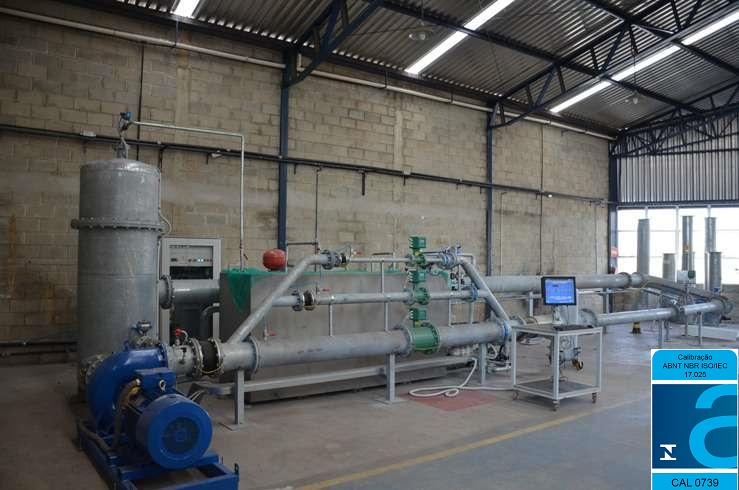 Calibração
ABNT NBR ISO/IEC
17.025
CAL 0739